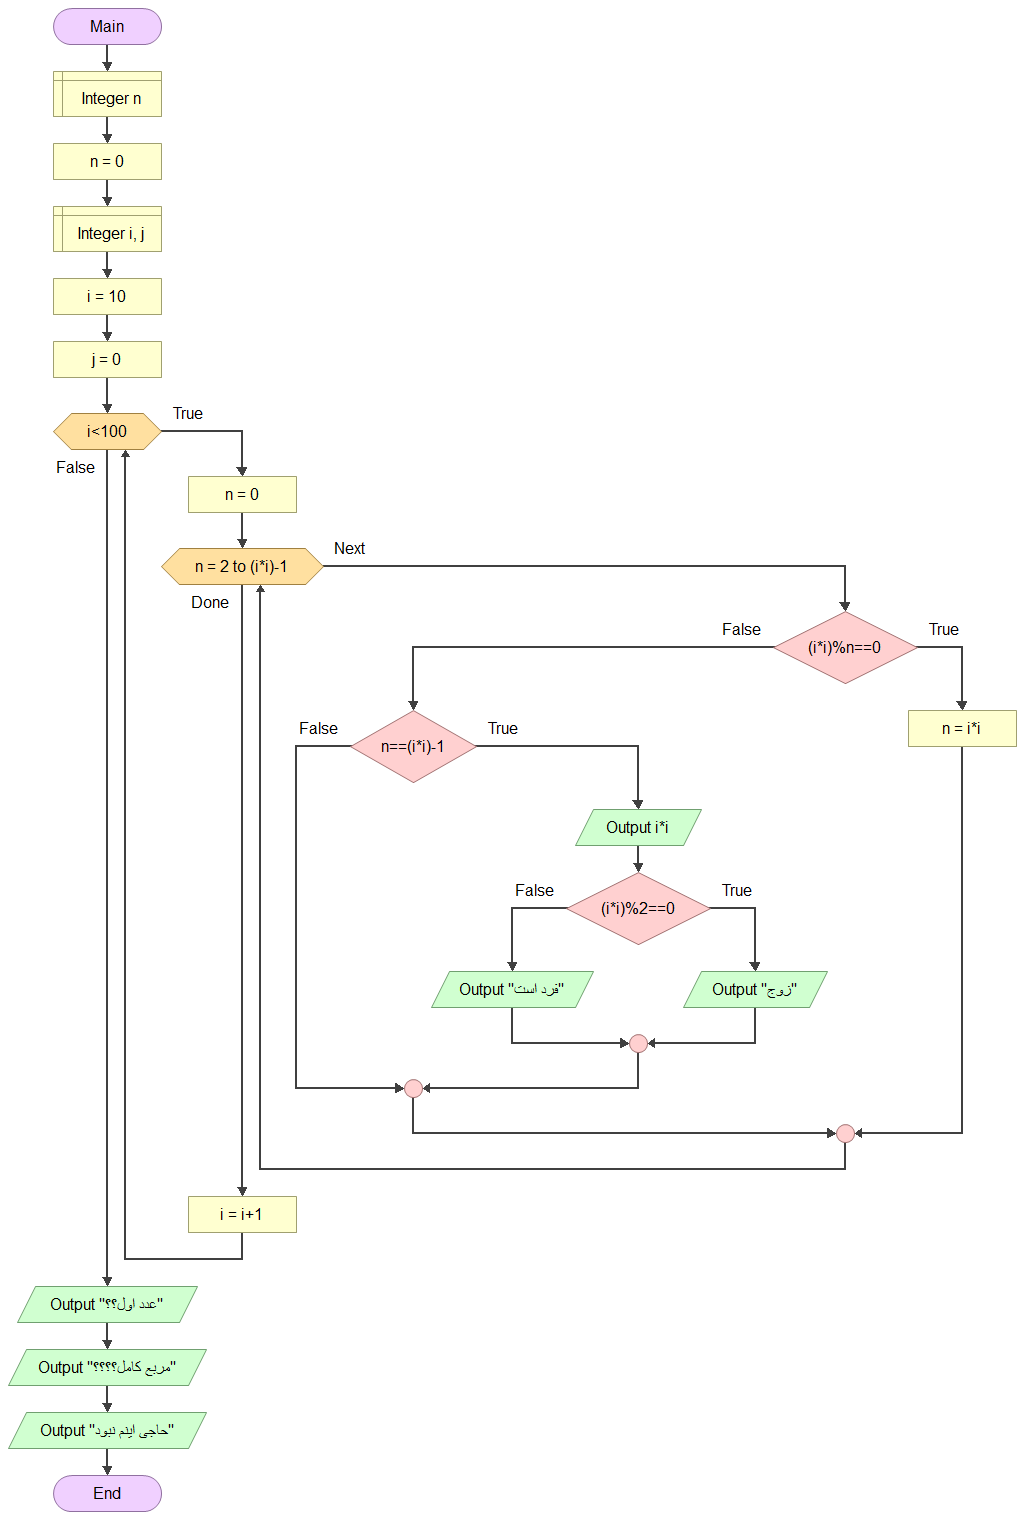 Main
Integer n
n = 0
Integer i, j
i = 10
j = 0
i<100
True
False
n = 0
n = 2 to (i*i)-1
Next
Done
(i*i)%n==0
False
True
n==(i*i)-1
False
True
n = i*i
Output i*i
(i*i)%2==0
False
True
Output "فرد است"
Output "زوج"
i = i+1
Output "عدد اول؟؟"
Output "مربع کامل؟؟؟؟"
Output "حاجی اینم نبود"
End